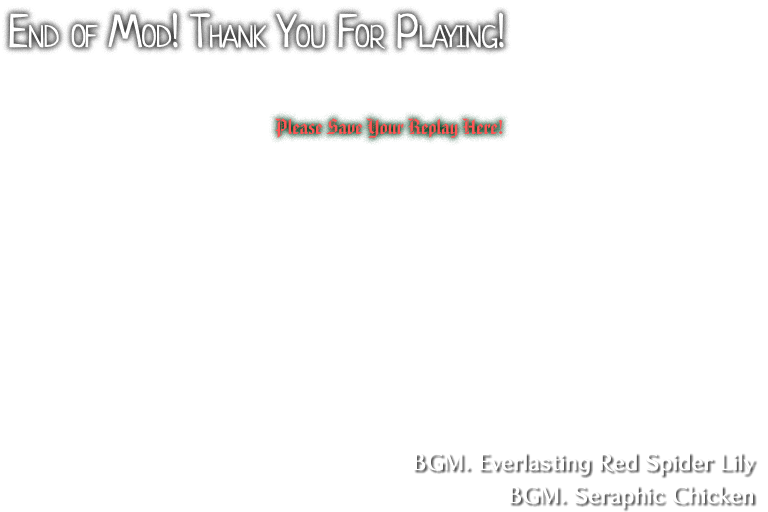 End of Mod! Thank You For Playing!
Please Save Your Replay Here!
BGM. Everlasting Red Spider Lily
BGM. Seraphic Chicken